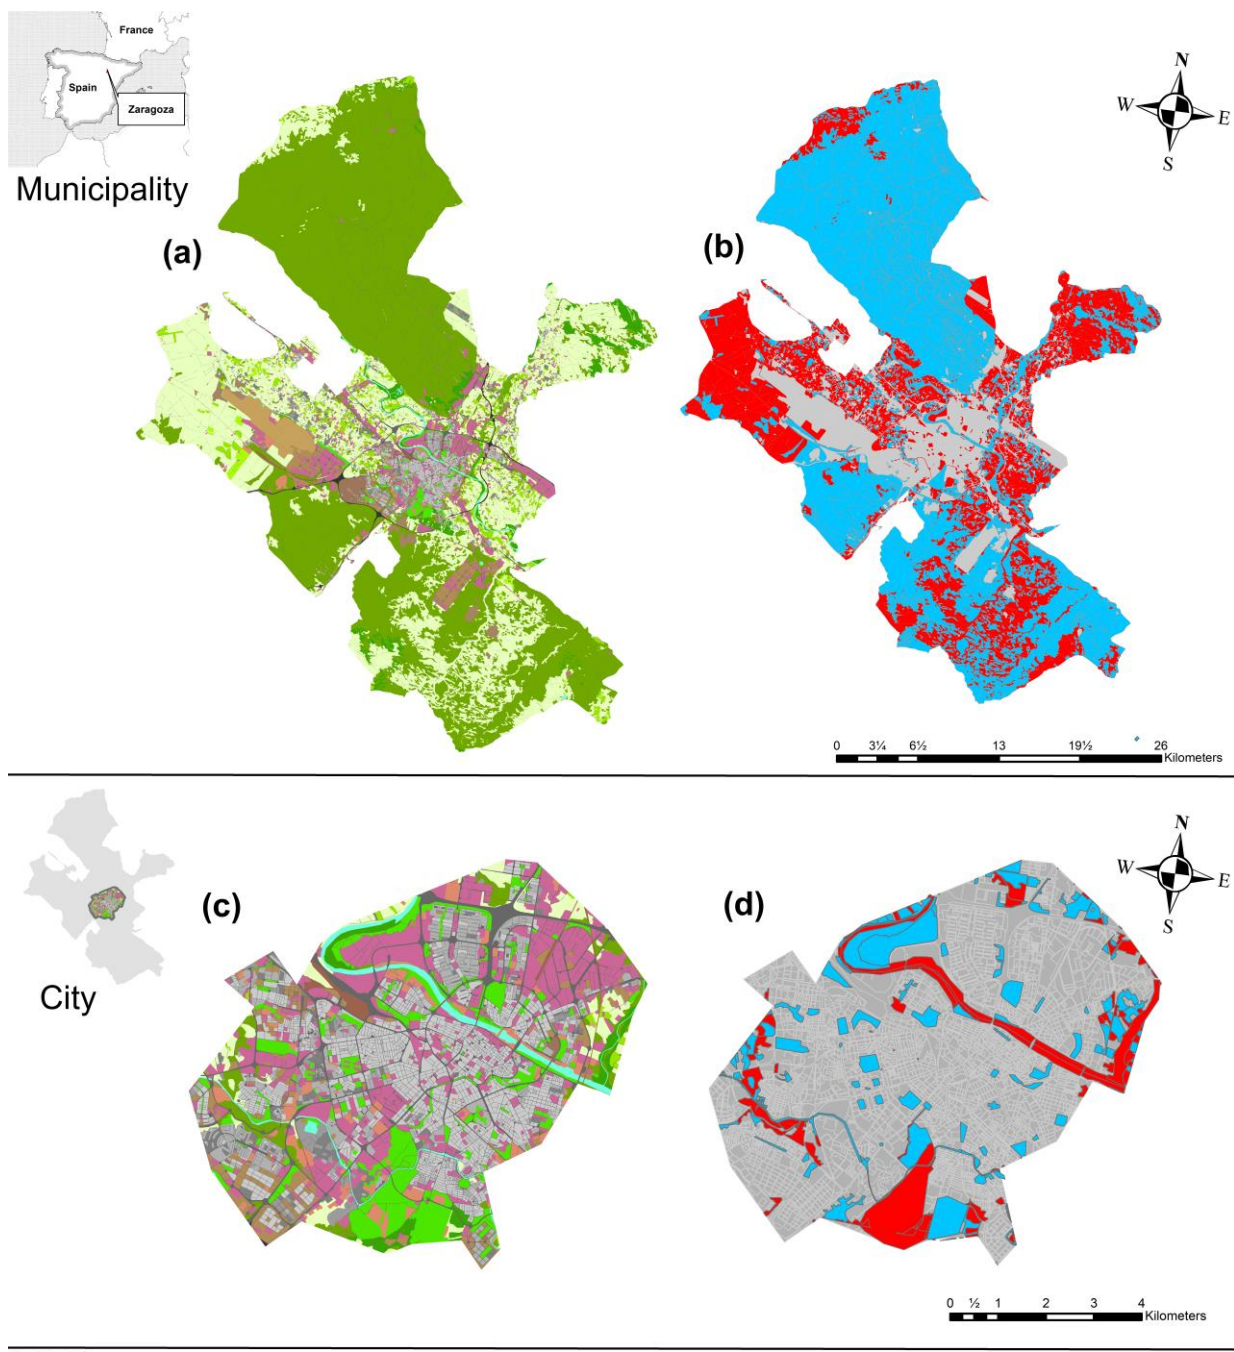 France
Spain
Zaragoza
Municipality
(a)
(b)
N
W
E
S
0 3¼ 6½ 13 19½ 26
Kilometers
City
(c)
(d)
N
W
E
S
0 ½ 1 2 3 4
Kilometers